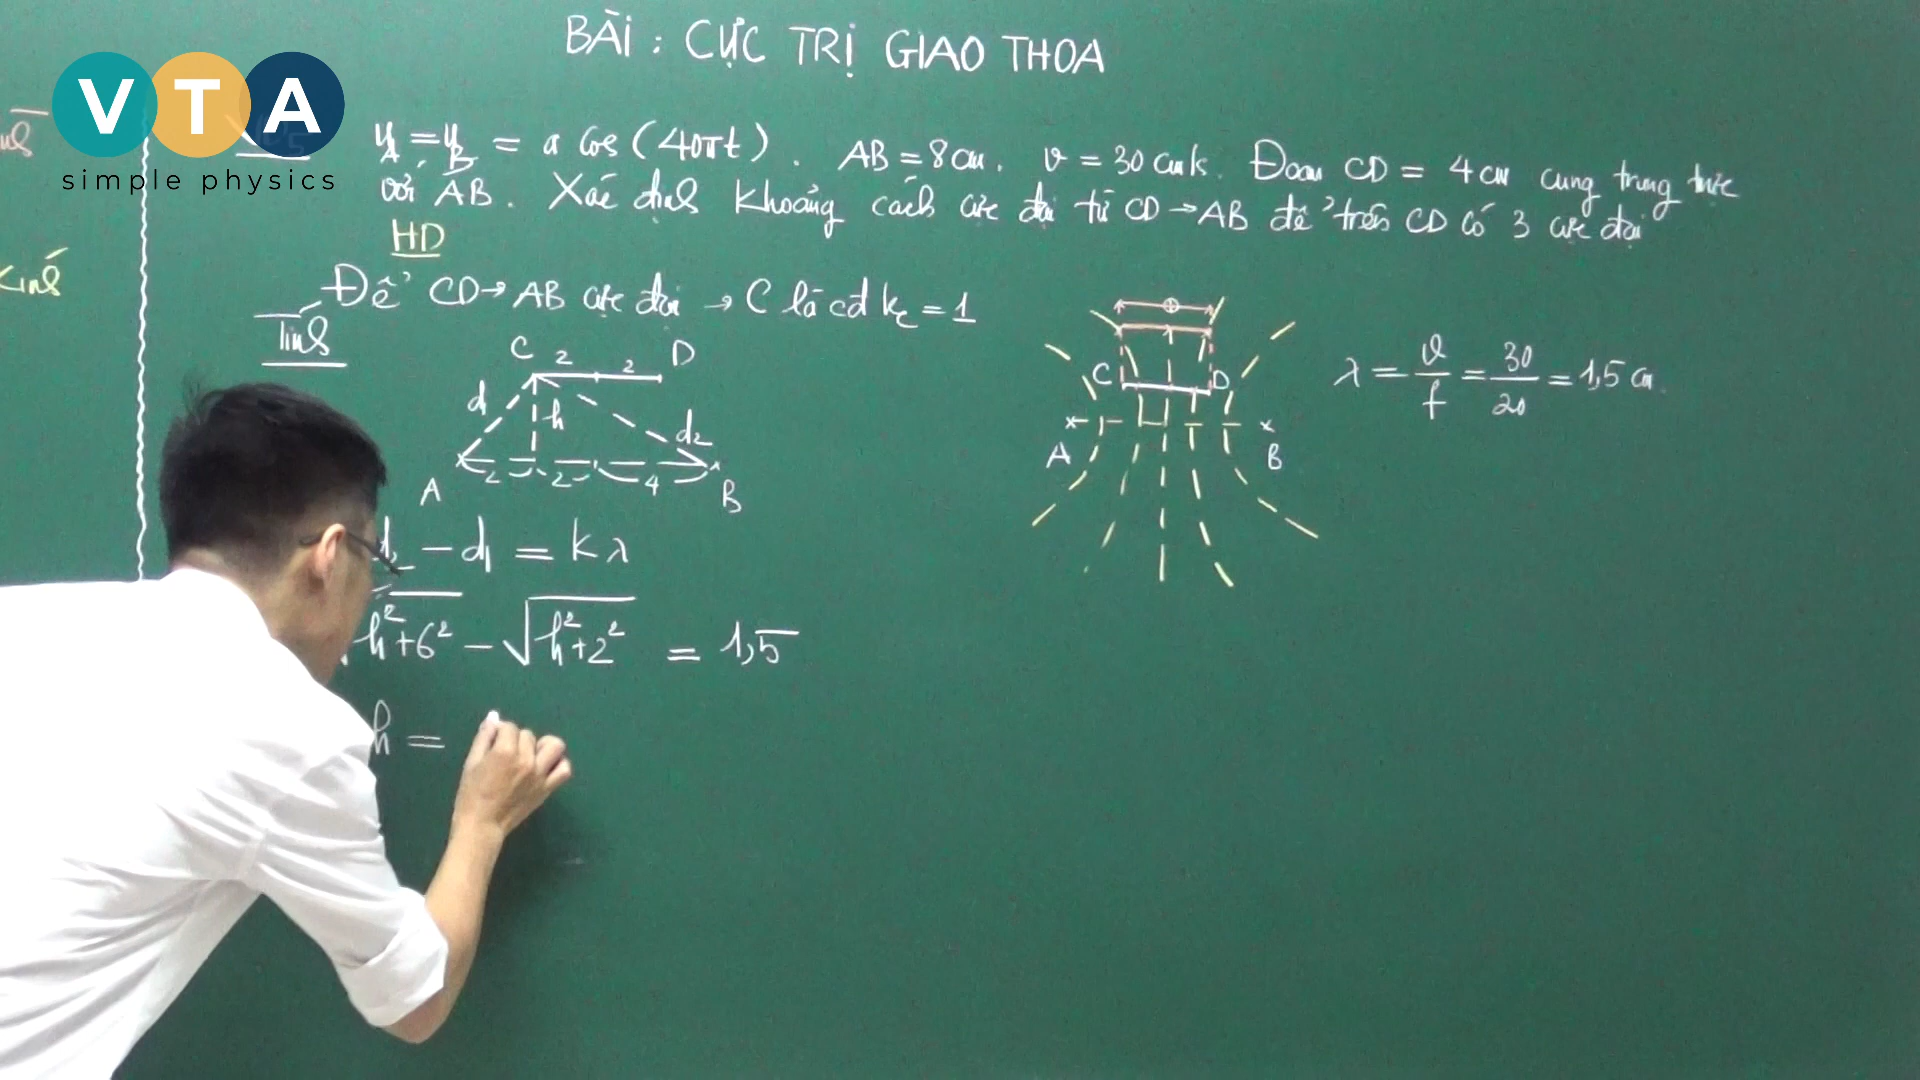 BÀI : CỰC TRỊ GIAO THOA
VTA
simple physics
y_A = y_B = a cos (40πt) . AB = 8cm . v = 30 cm/s . Đoạn CD = 4cm cùng trung trực
với AB . Xác định khoảng cách cực đại từ CD → AB để trên CD có 3 cực đại
HD
Để CD → AB cực đại → C là cđ k_C = 1
Tính
C 2 2 D
d₁ h d₂
2 2 4
A B
C D
A B
λ = v/f = 30/20 = 1,5 cm.
- d₁ = kλ
h² + 6² - √(h² + 2²) = 1,5
h =